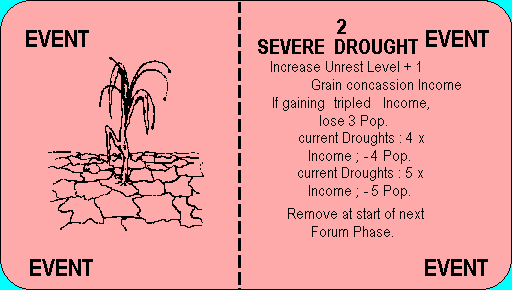 EVENT
EVENT
2
SEVERE DROUGHT
EVENT
Increase Unrest Level + 1
Grain concassion Income
If gaining tripled Income,
lose 3 Pop.
current Droughts : 4 x
Income ; - 4 Pop.
current Droughts : 5 x
Income ; - 5 Pop.
Remove at start of next
Forum Phase.
EVENT